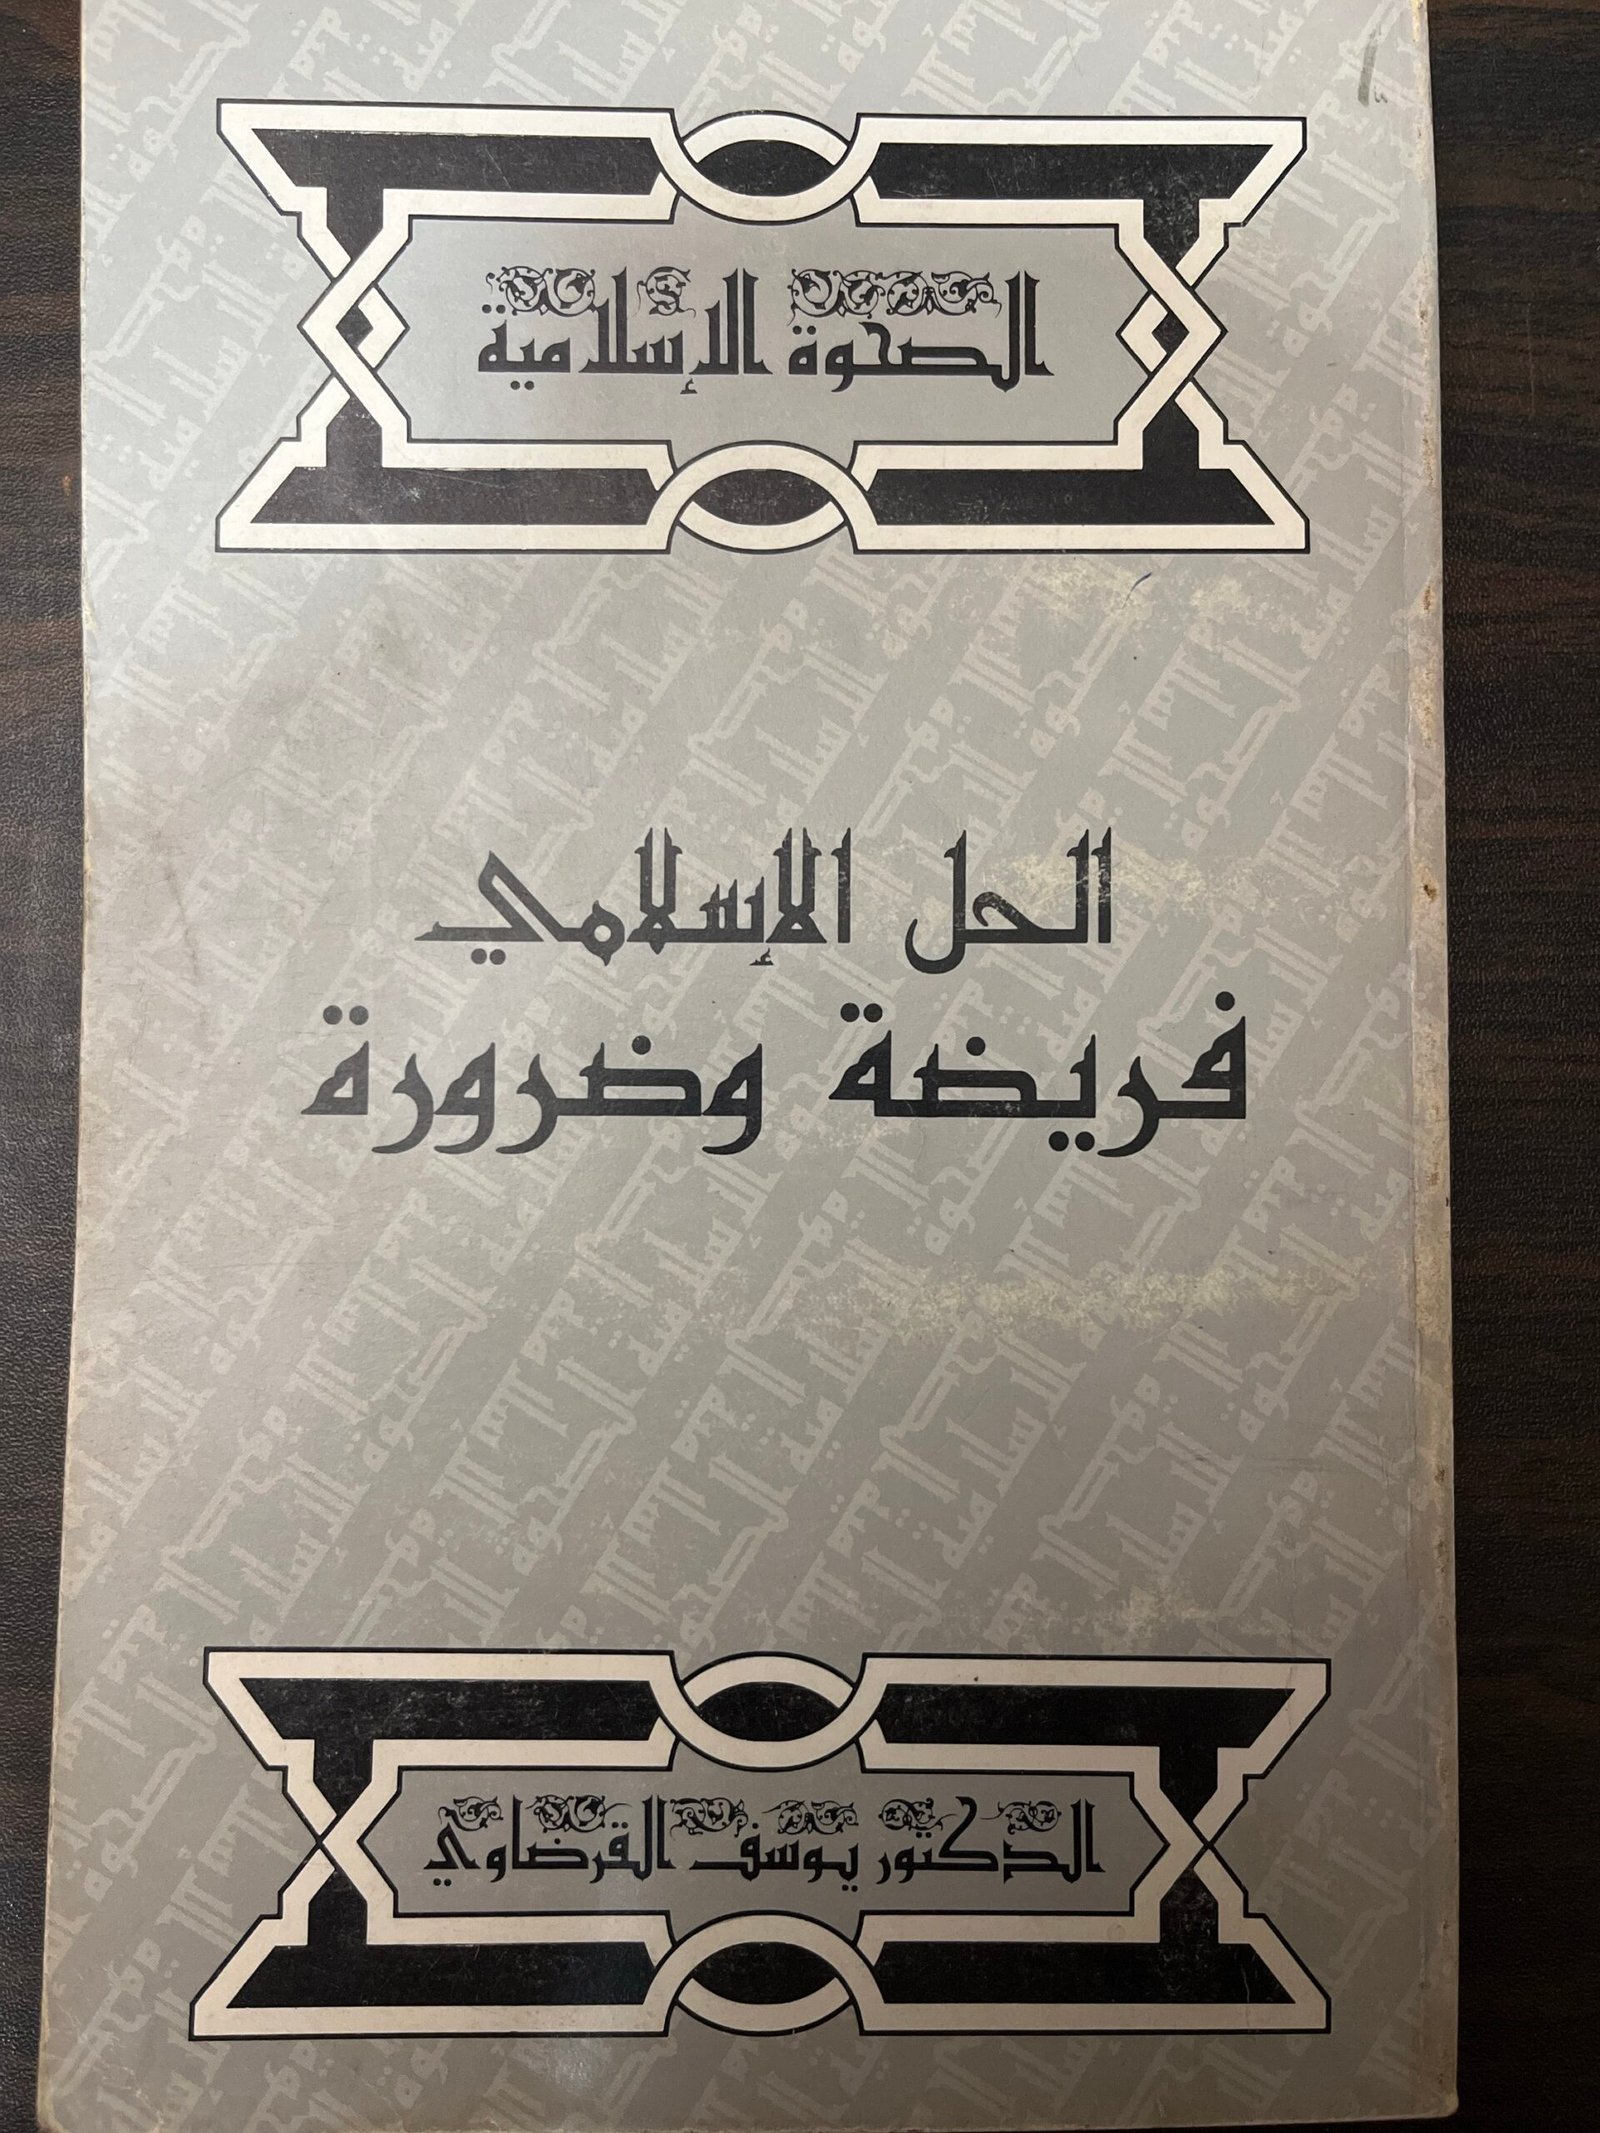 الصحوة الإسلامية
الحل الإسلامي
فريضة وضرورة
الدكتور يوسف القرضاوي